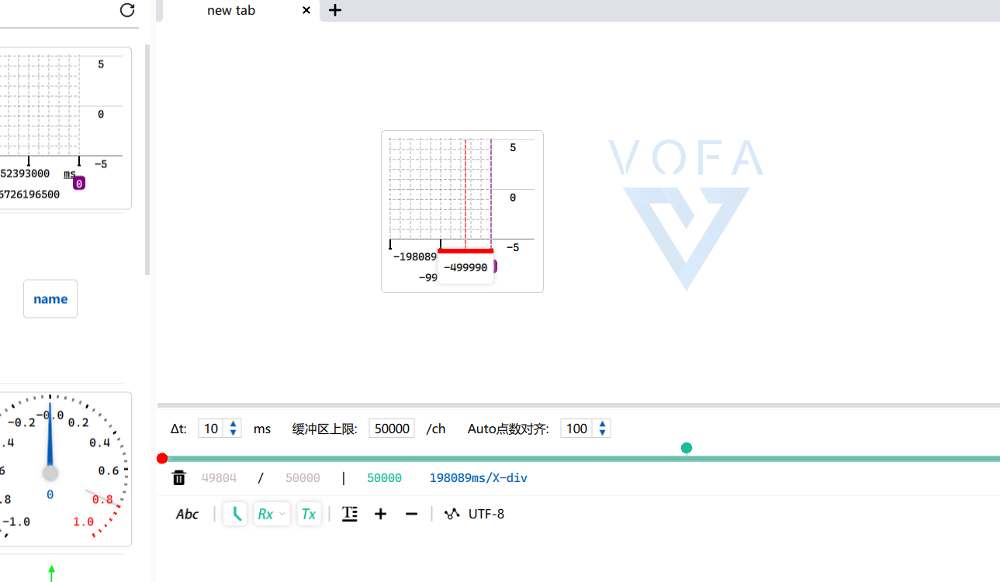 new tab
5
0
-5
52393000 ms
0
6726196500
name
-0.2 -0.0 0.2
.4 0.4
6 0.6
.8 0 0.8
-1.0 1.0
VOFA
5
0
-5
-198089
-499990
-99
Δt: 10 ms 缓冲区上限: 50000 /ch Auto点数对齐: 100
49804 / 50000 | 50000 198089ms/X-div
Abc | Rx Tx | T | UTF-8